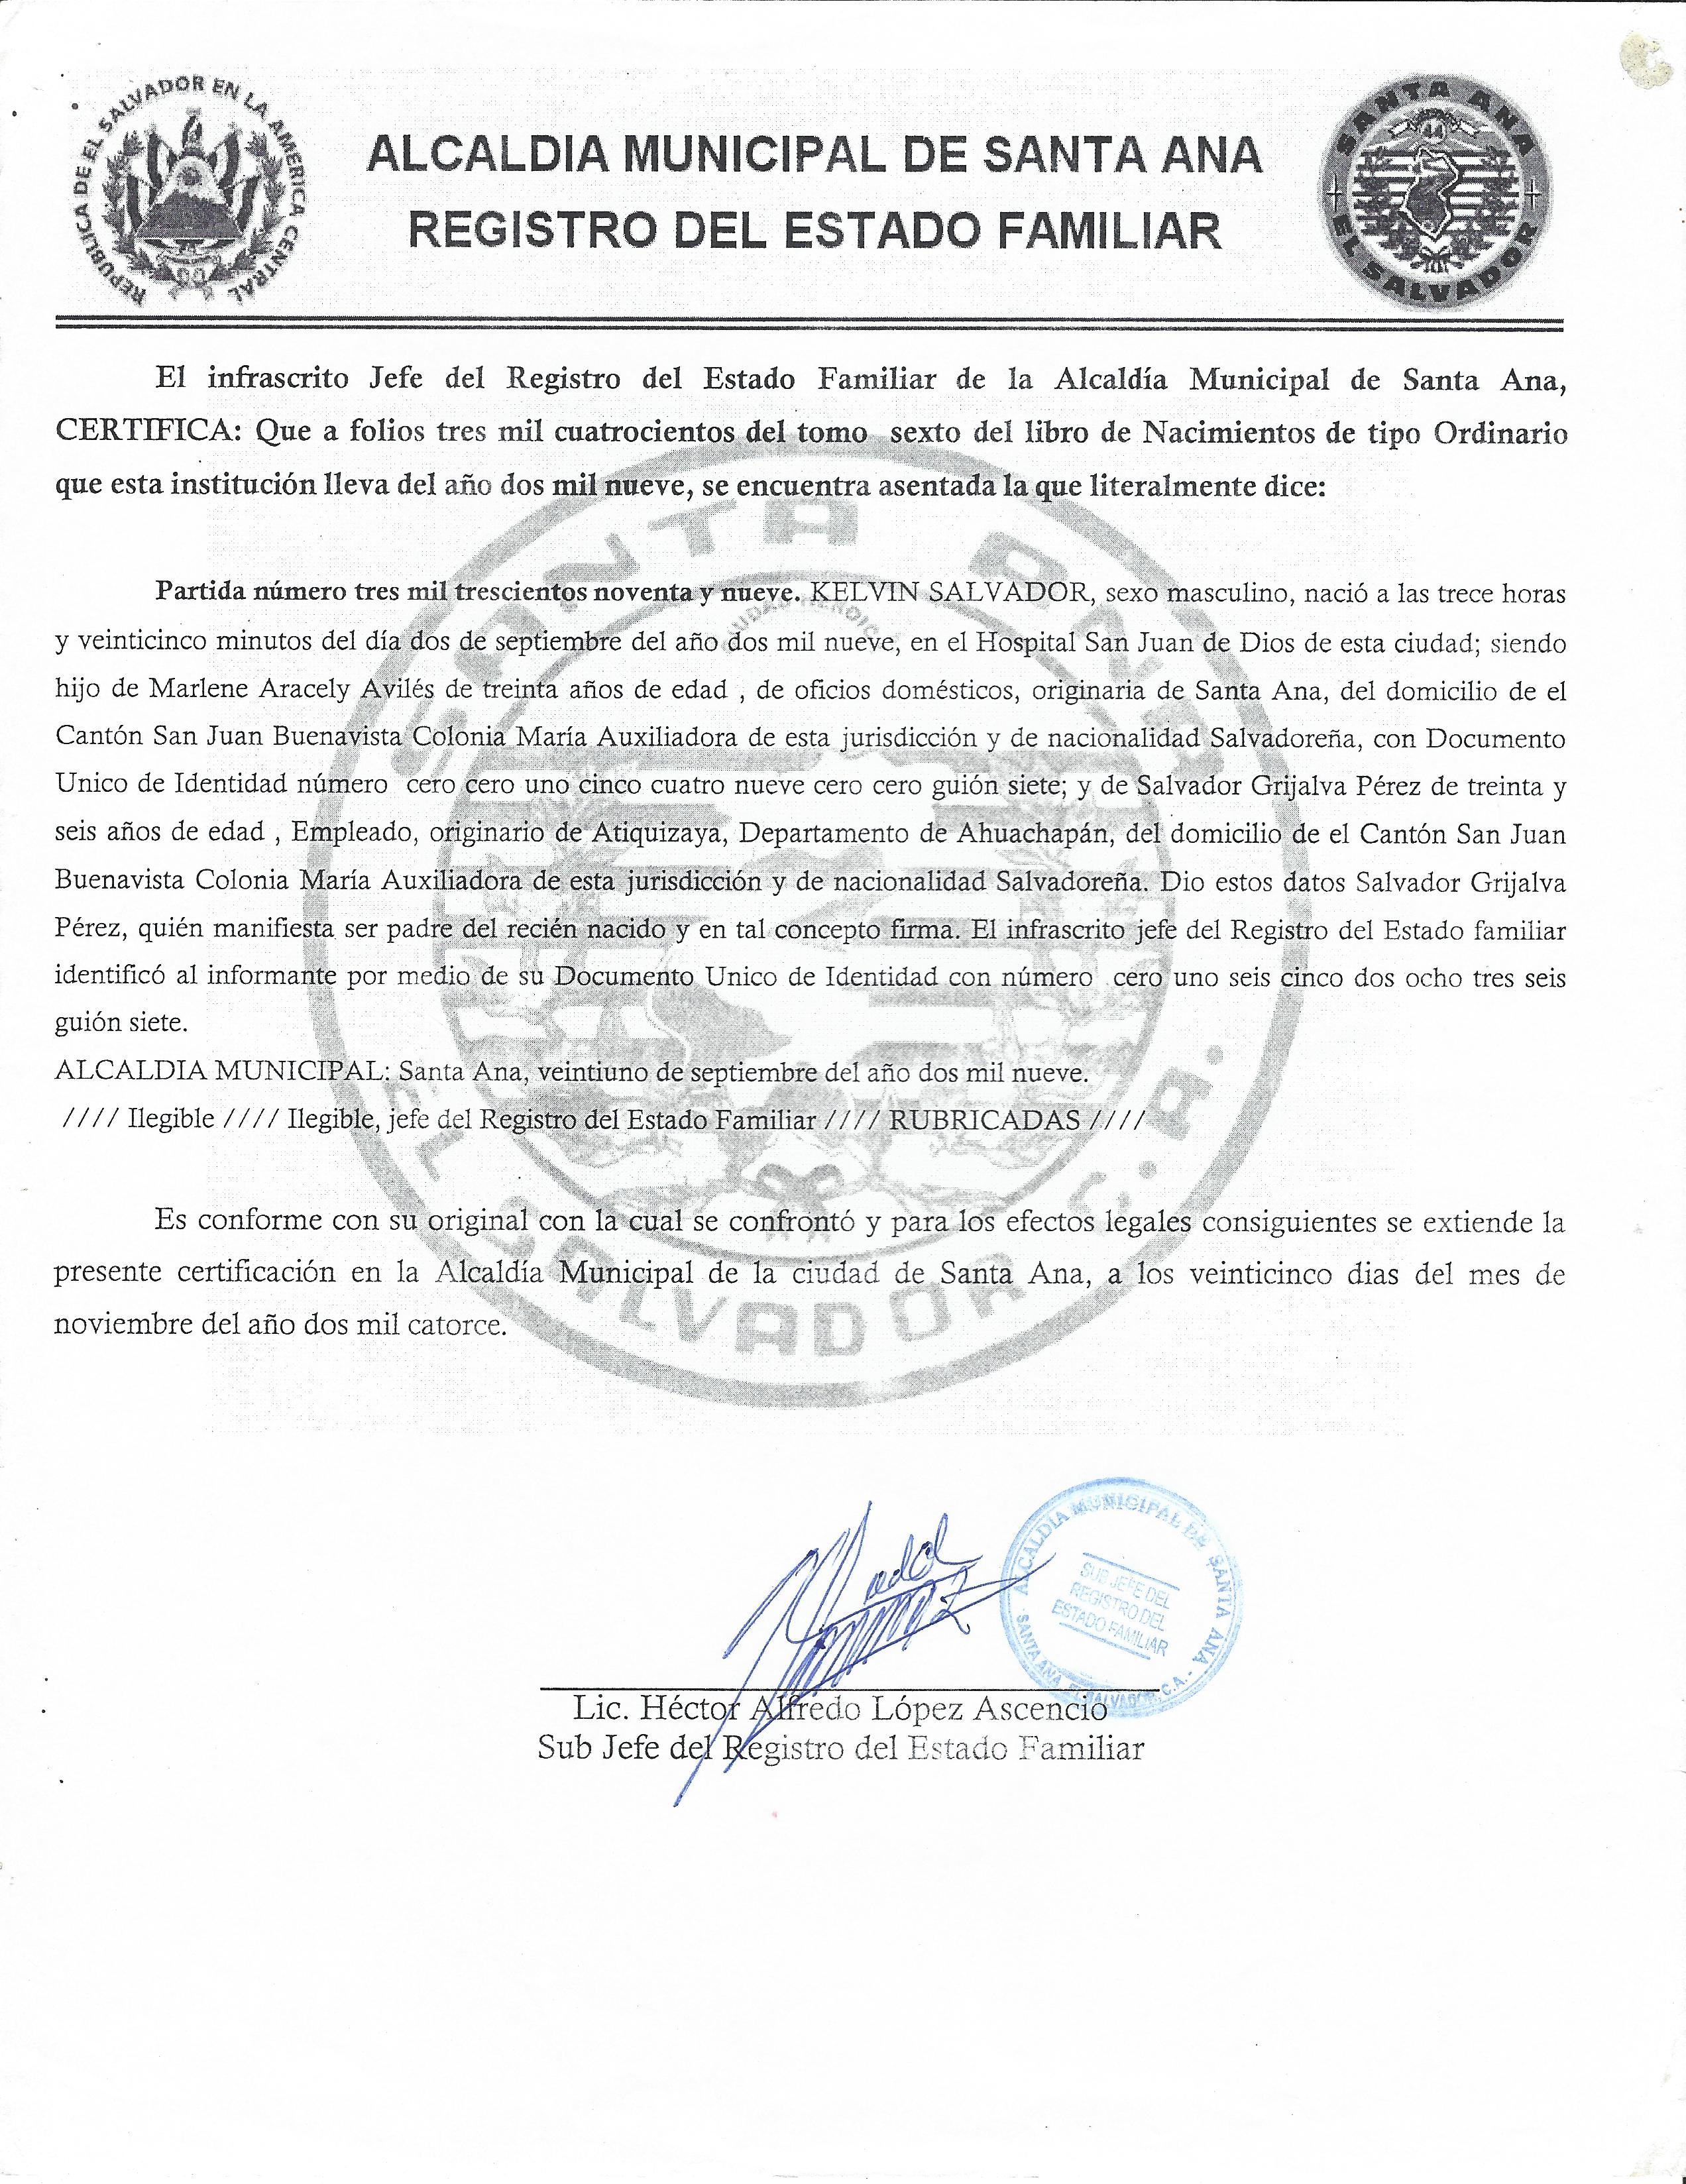 REPUBLICA DE EL SALVADOR EN LA AMERICA CENTRAL
SANTA ANA
44
EL SALVADOR
ALCALDIA MUNICIPAL DE SANTA ANA
REGISTRO DEL ESTADO FAMILIAR
El infrascrito Jefe del Registro del Estado Familiar de la Alcaldía Municipal de Santa Ana,
CERTIFICA: Que a folios tres mil cuatrocientos del tomo sexto del libro de Nacimientos de tipo Ordinario
que esta institución lleva del año dos mil nueve, se encuentra asentada la que literalmente dice:
Partida número tres mil trescientos noventa y nueve. KELVIN SALVADOR, sexo masculino, nació a las trece horas
y veinticinco minutos del día dos de septiembre del año dos mil nueve, en el Hospital San Juan de Dios de esta ciudad; siendo
hijo de Marlene Aracely Avilés de treinta años de edad , de oficios domésticos, originaria de Santa Ana, del domicilio de el
Cantón San Juan Buenavista Colonia María Auxiliadora de esta jurisdicción y de nacionalidad Salvadoreña, con Documento
Unico de Identidad número cero cero uno cinco cuatro nueve cero cero guión siete; y de Salvador Grijalva Pérez de treinta y
seis años de edad , Empleado, originario de Atiquizaya, Departamento de Ahuachapán, del domicilio de el Cantón San Juan
Buenavista Colonia María Auxiliadora de esta jurisdicción y de nacionalidad Salvadoreña. Dio estos datos Salvador Grijalva
Pérez, quién manifiesta ser padre del recién nacido y en tal concepto firma. El infrascrito jefe del Registro del Estado familiar
identificó al informante por medio de su Documento Unico de Identidad con número cero uno seis cinco dos ocho tres seis
guión siete.
ALCALDIA MUNICIPAL: Santa Ana, veintiuno de septiembre del año dos mil nueve.
//// Ilegible //// Ilegible, jefe del Registro del Estado Familiar //// RUBRICADAS ////
Es conforme con su original con la cual se confrontó y para los efectos legales consiguientes se extiende la
presente certificación en la Alcaldía Municipal de la ciudad de Santa Ana, a los veinticinco dias del mes de
noviembre del año dos mil catorce.
SANTA ANA
EL SALVADOR C.A.
ALCALDIA MUNICIPAL DE SANTA ANA
SUB JEFE DEL
REGISTRO DEL
ESTADO FAMILIAR
SANTA ANA, EL SALVADOR, C.A.
Lic. Héctor Alfredo López Ascencio
Sub Jefe del Registro del Estado Familiar